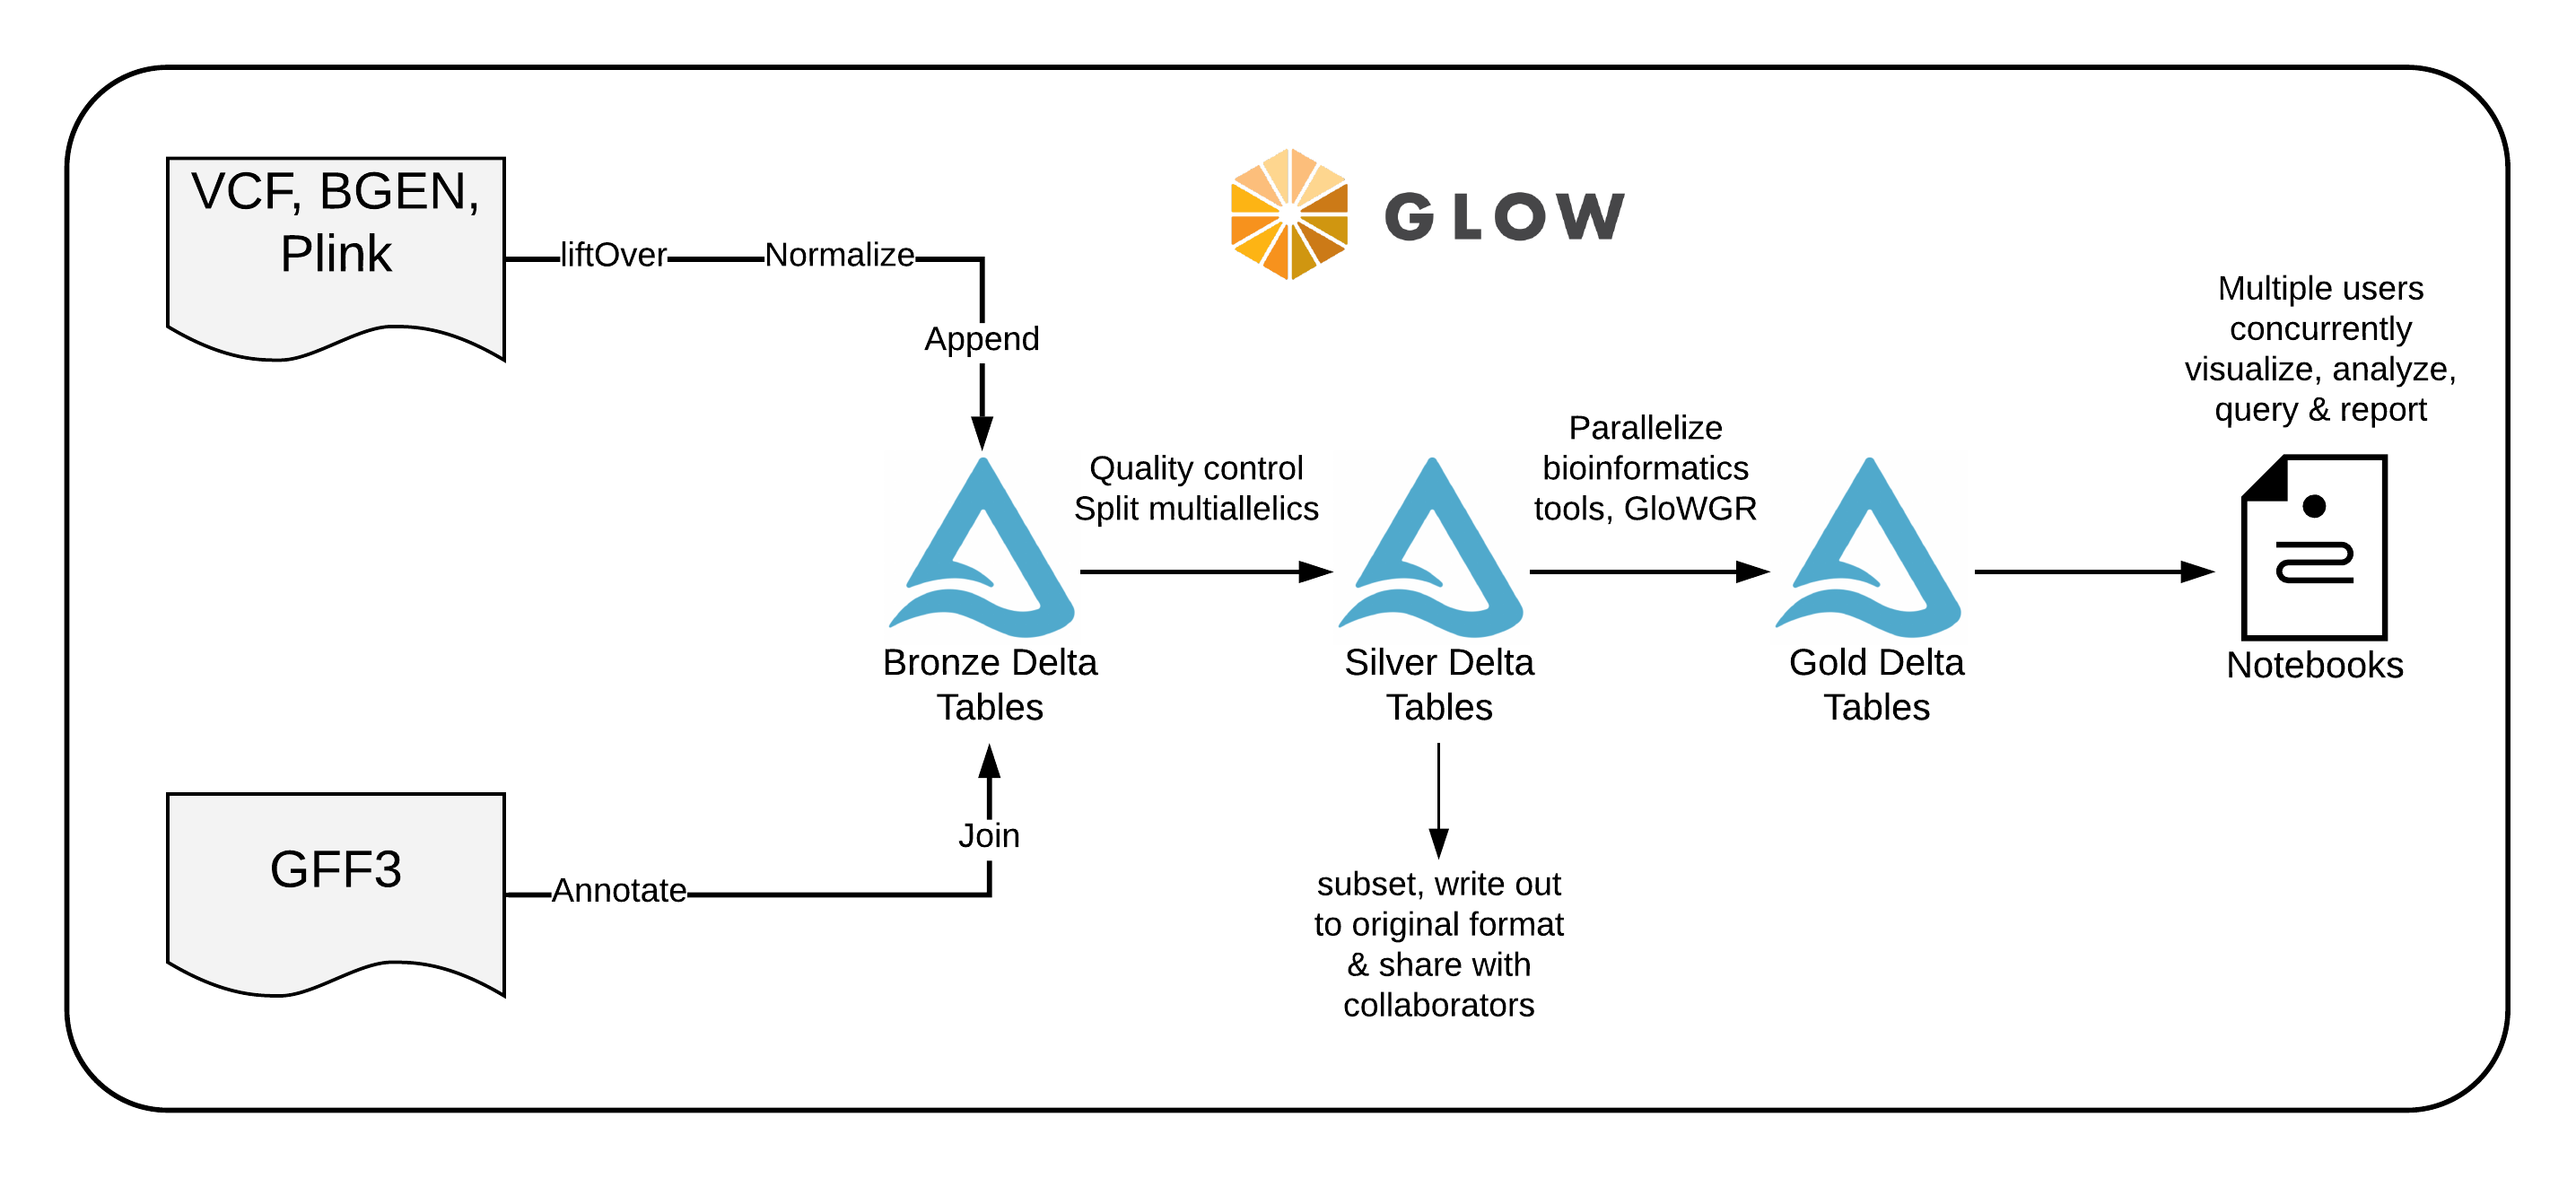 VCF, BGEN,
Plink
liftOver
Normalize
Append
GLOW
Multiple users
concurrently
visualize, analyze,
query & report
Quality control
Split multiallelics
Parallelize
bioinformatics
tools, GloWGR
Bronze Delta
Tables
Silver Delta
Tables
Gold Delta
Tables
Notebooks
GFF3
Annotate
Join
subset, write out
to original format
& share with
collaborators